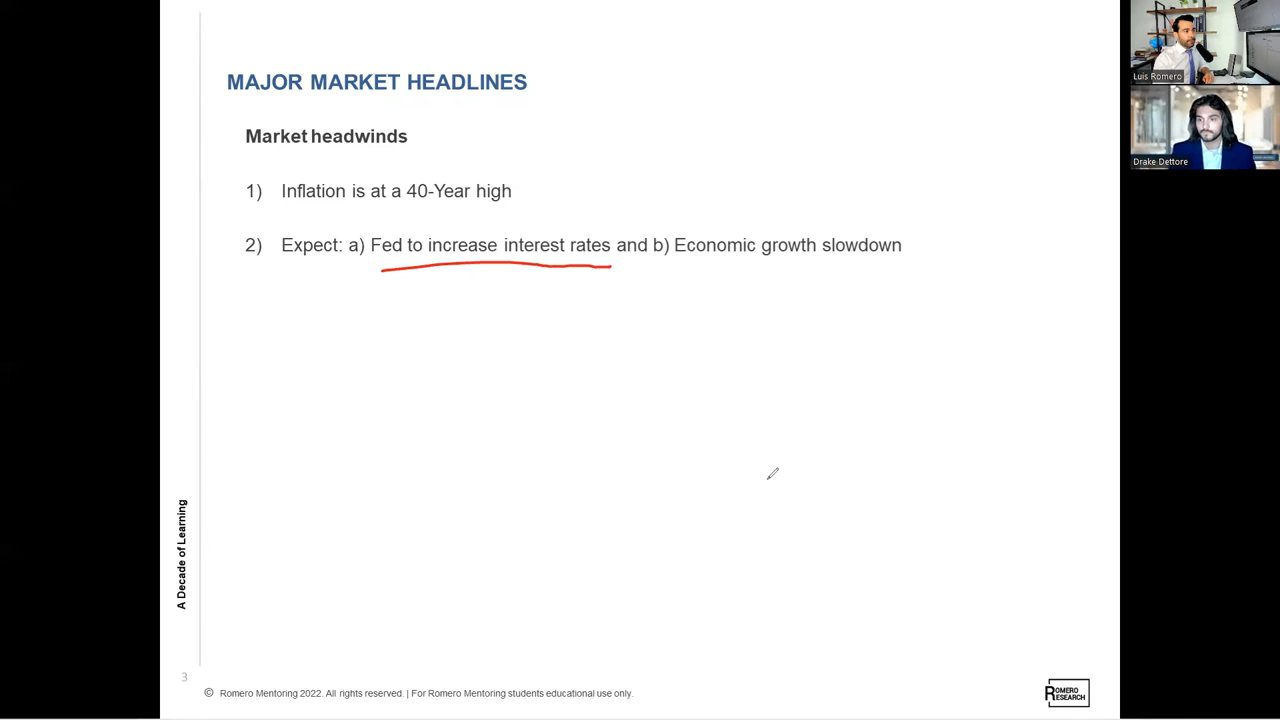 MAJOR MARKET HEADLINES
Market headwinds
1) Inflation is at a 40-Year high
2) Expect: a) Fed to increase interest rates and b) Economic growth slowdown
A Decade of Learning
3
© Romero Mentoring 2022. All rights reserved. | For Romero Mentoring students educational use only.
ROMERO
RESEARCH
Luis Romero
Drake Dettore